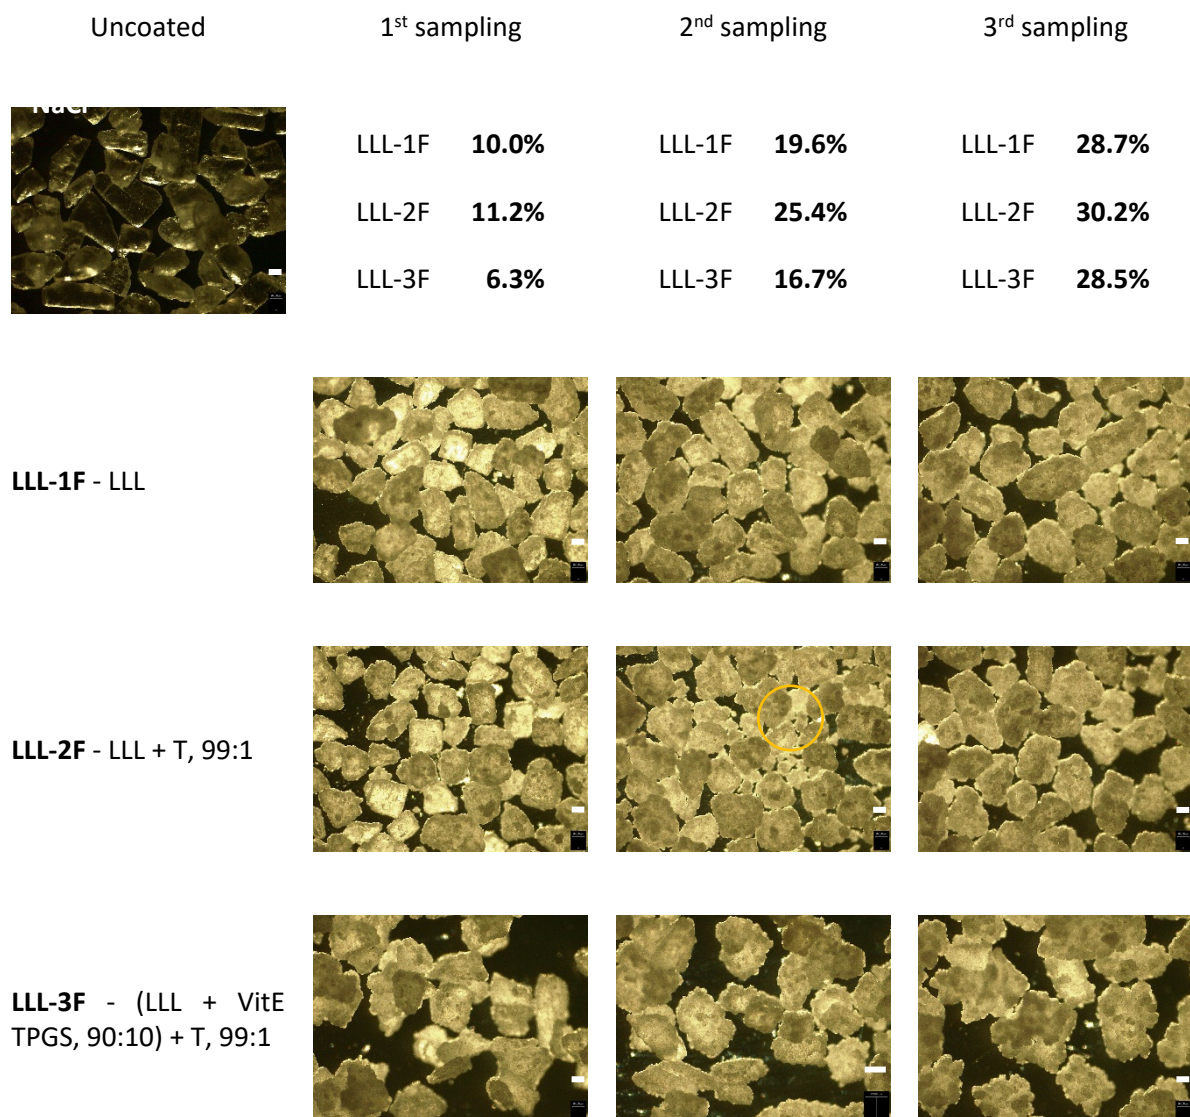 Uncoated 1st sampling 2nd sampling 3rd sampling
NaCl
LLL-1F 10.0% LLL-1F 19.6% LLL-1F 28.7%
LLL-2F 11.2% LLL-2F 25.4% LLL-2F 30.2%
LLL-3F 6.3% LLL-3F 16.7% LLL-3F 28.5%
LLL-1F - LLL
LLL-2F - LLL + T, 99:1
LLL-3F - (LLL + VitE
TPGS, 90:10) + T, 99:1